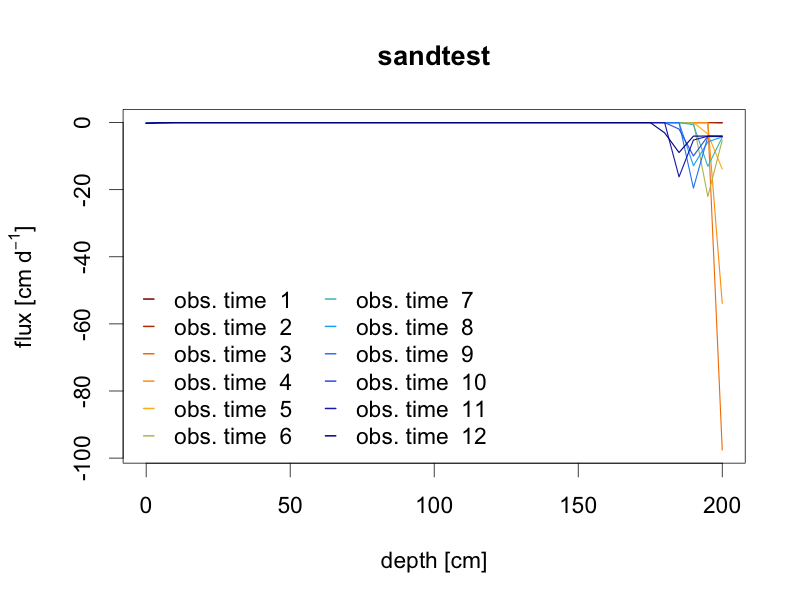 sandtest
flux [cm d⁻¹]
0
-20
-40
-60
-80
-100
obs. time 1
obs. time 2
obs. time 3
obs. time 4
obs. time 5
obs. time 6
obs. time 7
obs. time 8
obs. time 9
obs. time 10
obs. time 11
obs. time 12
0 50 100 150 200
depth [cm]